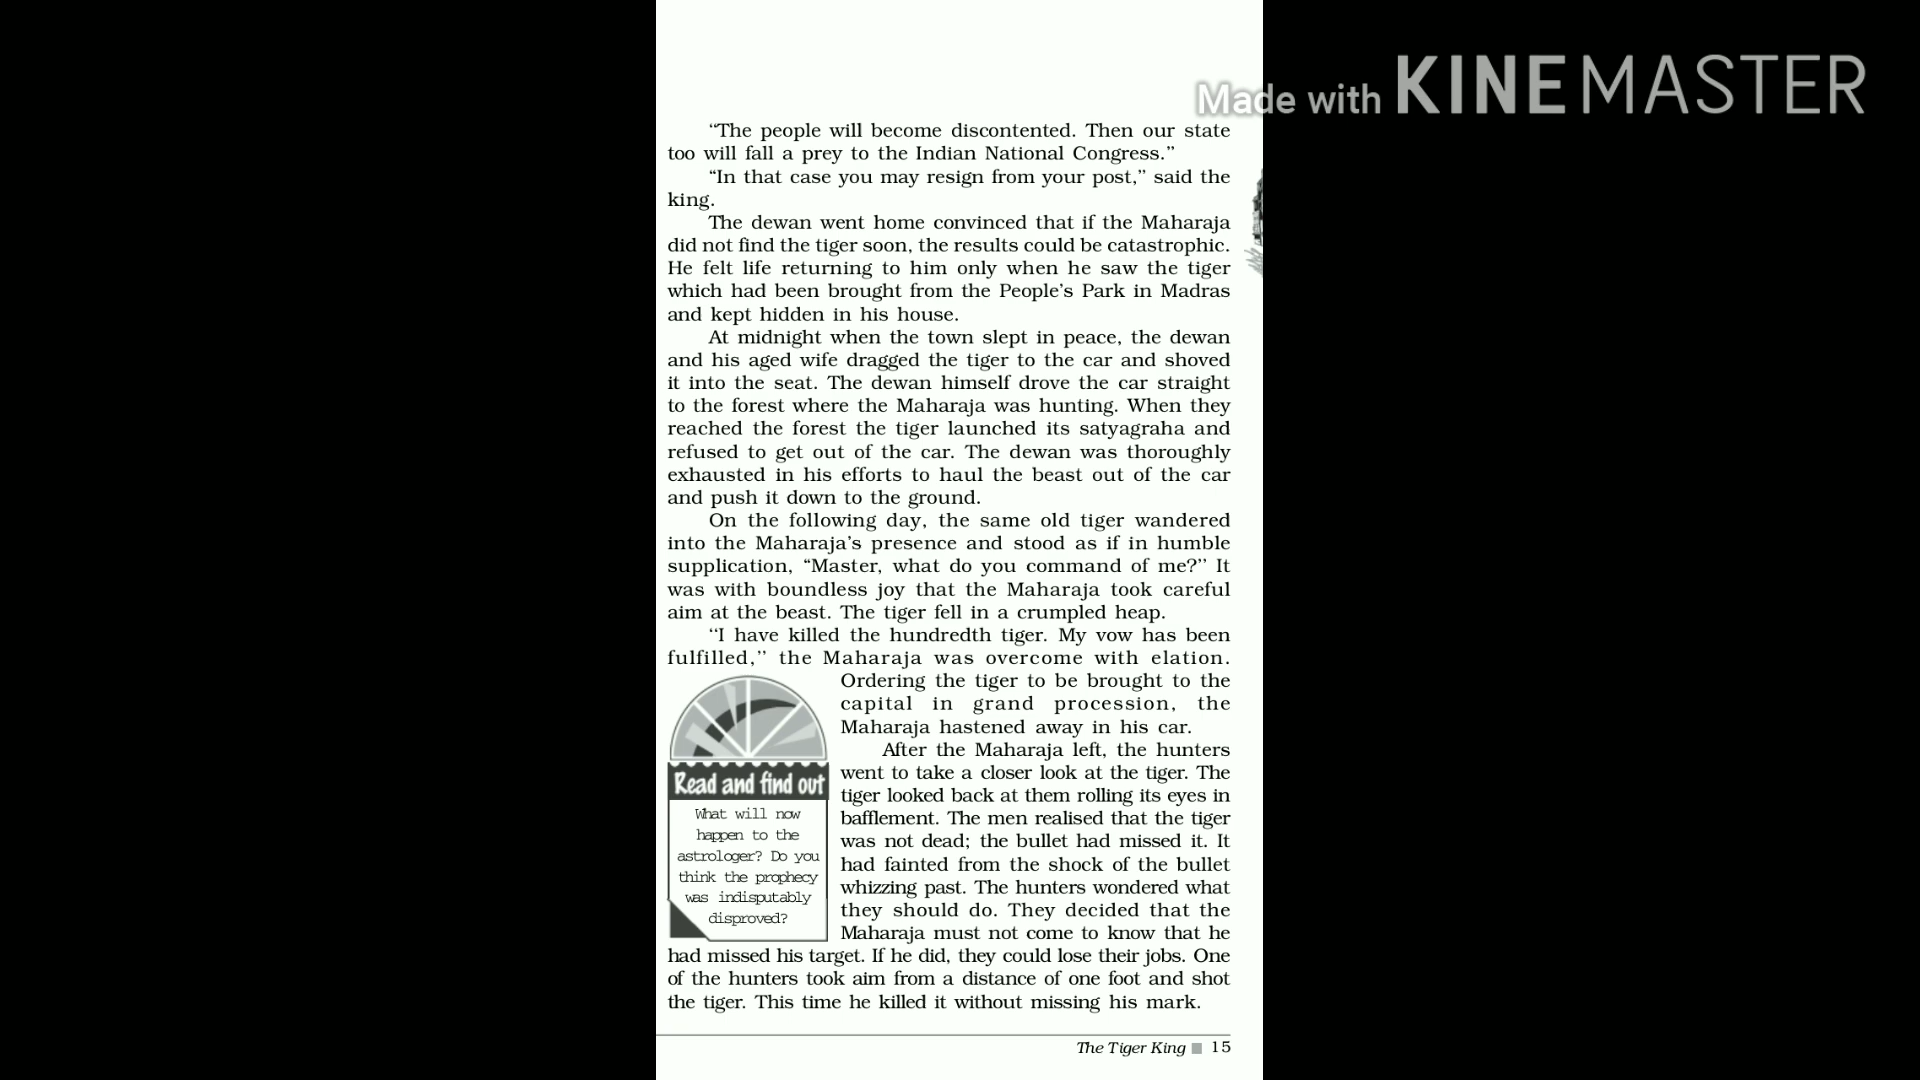 Made with KINEMASTER
“The people will become discontented. Then our state
too will fall a prey to the Indian National Congress.”
“In that case you may resign from your post,” said the
king.
The dewan went home convinced that if the Maharaja
did not find the tiger soon, the results could be catastrophic.
He felt life returning to him only when he saw the tiger
which had been brought from the People’s Park in Madras
and kept hidden in his house.
At midnight when the town slept in peace, the dewan
and his aged wife dragged the tiger to the car and shoved
it into the seat. The dewan himself drove the car straight
to the forest where the Maharaja was hunting. When they
reached the forest the tiger launched its satyagraha and
refused to get out of the car. The dewan was thoroughly
exhausted in his efforts to haul the beast out of the car
and push it down to the ground.
On the following day, the same old tiger wandered
into the Maharaja’s presence and stood as if in humble
supplication, “Master, what do you command of me?” It
was with boundless joy that the Maharaja took careful
aim at the beast. The tiger fell in a crumpled heap.
‘‘I have killed the hundredth tiger. My vow has been
fulfilled,’’ the Maharaja was overcome with elation.
Ordering the tiger to be brought to the
capital in grand procession, the
Maharaja hastened away in his car.
After the Maharaja left, the hunters
went to take a closer look at the tiger. The
tiger looked back at them rolling its eyes in
bafflement. The men realised that the tiger
was not dead; the bullet had missed it. It
had fainted from the shock of the bullet
whizzing past. The hunters wondered what
they should do. They decided that the
Maharaja must not come to know that he
had missed his target. If he did, they could lose their jobs. One
of the hunters took aim from a distance of one foot and shot
the tiger. This time he killed it without missing his mark.
Read and find out
What will now
happen to the
astrologer? Do you
think the prophecy
was indisputably
disproved?
The Tiger King ■ 15